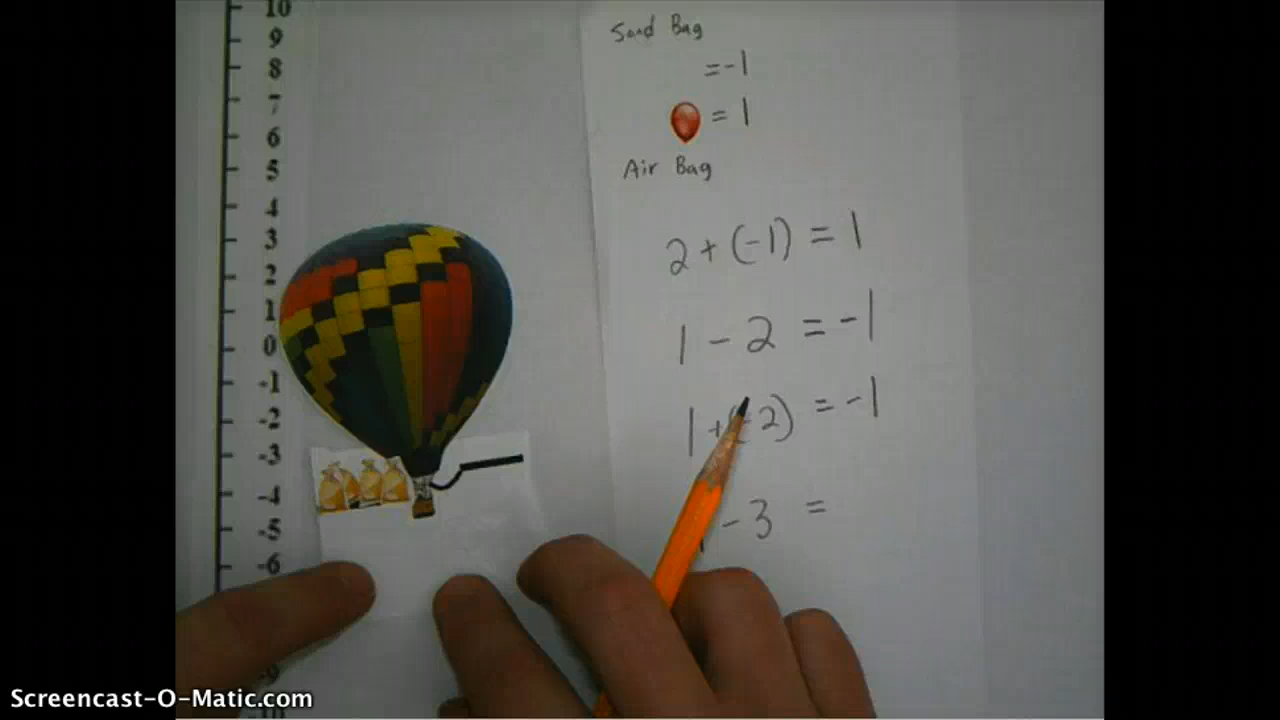 10
9
8
7
6
5
4
3
2
1
0
-1
-2
-3
-4
-5
-6
Sand Bag
=-1
= 1
Air Bag
2+(-1) = 1
1 - 2 = -1
1+(-2) = -1
- 3 =
Screencast-O-Matic.com